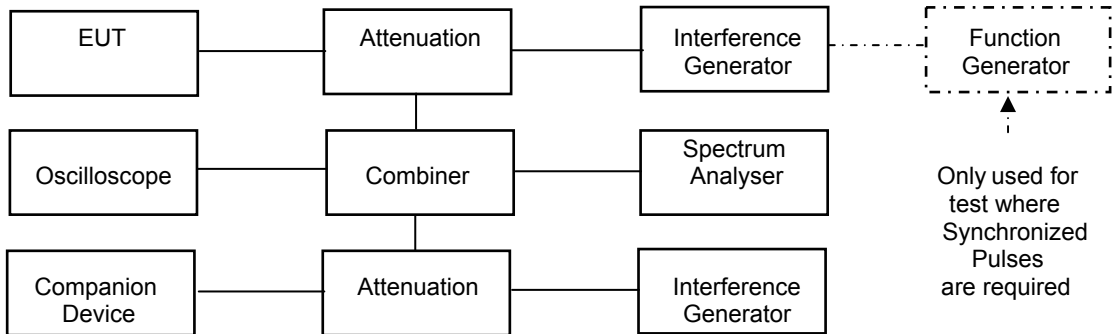 EUT
Attenuation
Interference
Generator
Function
Generator
Oscilloscope
Combiner
Spectrum
Analyser
Only used for
test where
Synchronized
Pulses
are required
Companion
Device
Attenuation
Interference
Generator